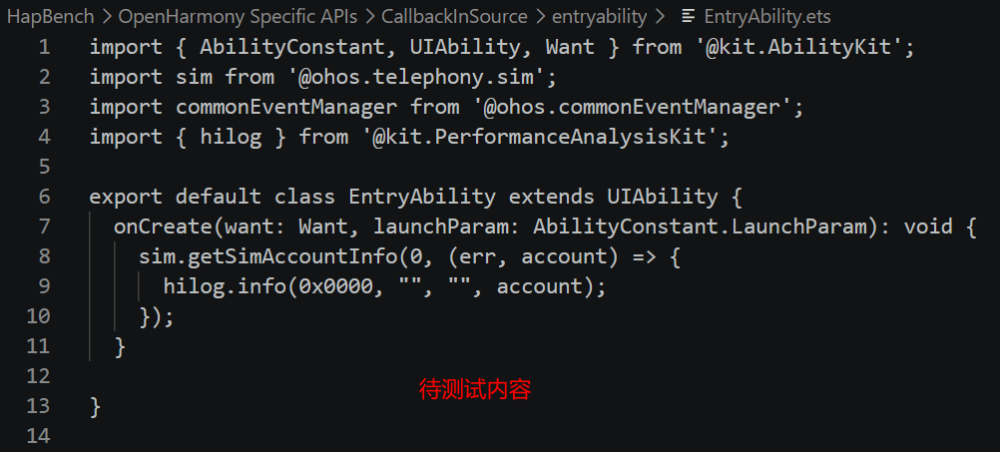 HapBench > OpenHarmony Specific APIs > CallbackInSource > entryability > EntryAbility.ets
1 import { AbilityConstant, UIAbility, Want } from '@kit.AbilityKit';
2 import sim from '@ohos.telephony.sim';
3 import commonEventManager from '@ohos.commonEventManager';
4 import { hilog } from '@kit.PerformanceAnalysisKit';
5
6 export default class EntryAbility extends UIAbility {
7 onCreate(want: Want, launchParam: AbilityConstant.LaunchParam): void {
8 sim.getSimAccountInfo(0, (err, account) => {
9 hilog.info(0x0000, "", "", account);
10 });
11 }
12
待测试内容
13 }
14